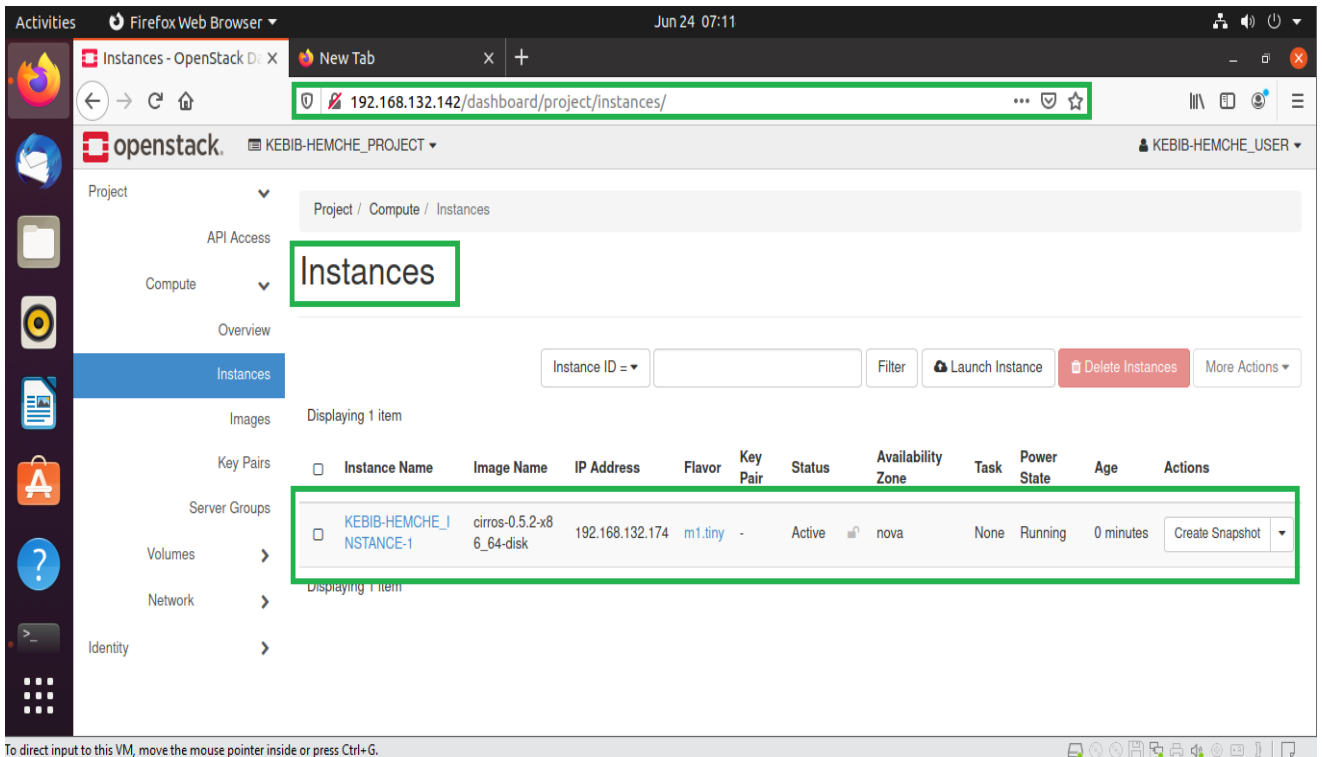 Activities Firefox Web Browser Jun 24 07:11
Instances - OpenStack Da New Tab
192.168.132.142/dashboard/project/instances/
openstack. KEBIB-HEMCHE_PROJECT KEBIB-HEMCHE_USER
Project
Project / Compute / Instances
API Access
Instances
Compute
Overview
Instances
Instance ID = Filter Launch Instance Delete Instances More Actions
Images
Displaying 1 item
Key Pairs
Instance Name Image Name IP Address Flavor Key Pair Status Availability Zone Task Power State Age Actions
Server Groups
KEBIB-HEMCHE_I
NSTANCE-1
cirros-0.5.2-x8
6_64-disk
192.168.132.174 m1.tiny - Active nova None Running 0 minutes Create Snapshot
Volumes
Displaying 1 item
Network
Identity
To direct input to this VM, move the mouse pointer inside or press Ctrl+G.